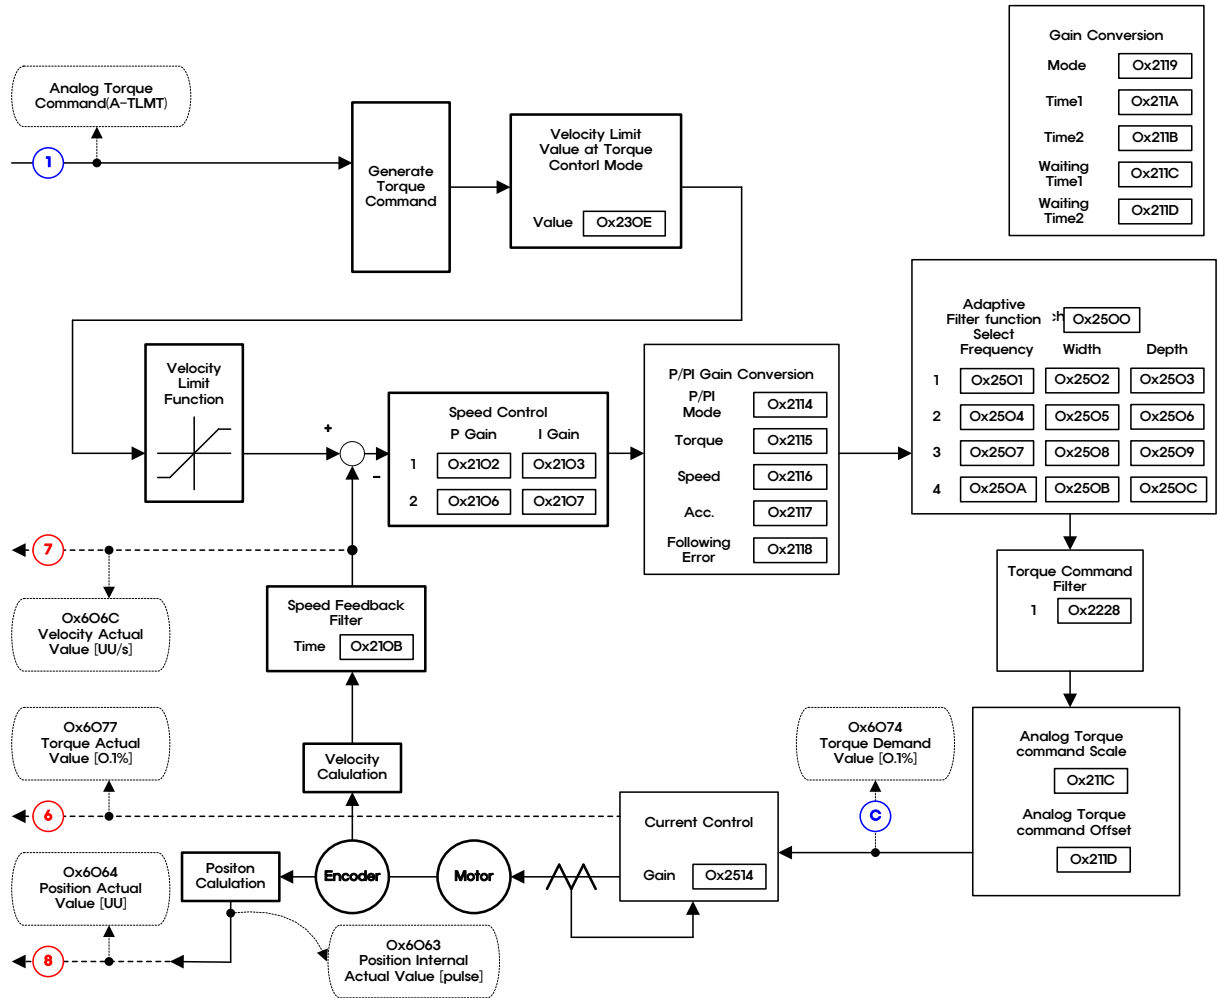 Gain Conversion
Mode 0x2119
Time1 0x211A
Time2 0x211B
Waiting
Time1 0x211C
Waiting
Time2 0x211D
Analog Torque
Command(A-TLMT)
1
Generate
Torque
Command
Velocity Limit
Value at Torque
Contorl Mode
Value 0x230E
Adaptive
Filter function
Select
0x2500
Frequency Width Depth
1 0x2501 0x2502 0x2503
2 0x2504 0x2505 0x2506
3 0x2507 0x2508 0x2509
4 0x250A 0x250B 0x250C
Velocity
Limit
Function
+
-
Speed Control
P Gain I Gain
1 0x2102 0x2103
2 0x2106 0x2107
P/PI Gain Conversion
P/PI
Mode 0x2114
Torque 0x2115
Speed 0x2116
Acc. 0x2117
Following
Error 0x2118
7
0x606C
Velocity Actual
Value [UU/s]
Speed Feedback
Filter
Time 0x210B
Torque Command
Filter
1 0x2228
0x6077
Torque Actual
Value [0.1%]
Velocity
Calulation
0x6074
Torque Demand
Value [0.1%]
Analog Torque
command Scale
0x211C
Analog Torque
command Offset
0x211D
6
C
Current Control
Gain 0x2514
0x6064
Position Actual
Value [UU]
Positon
Calulation
Encoder
Motor
8
0x6063
Position Internal
Actual Value [pulse]